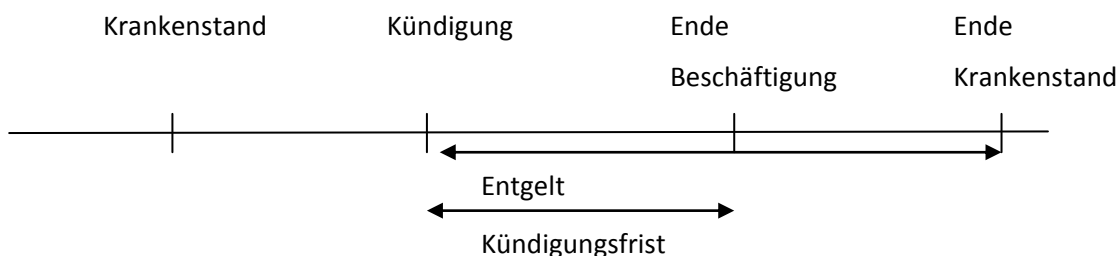 Krankenstand Kündigung Ende Ende
Beschäftigung Krankenstand
Entgelt
Kündigungsfrist